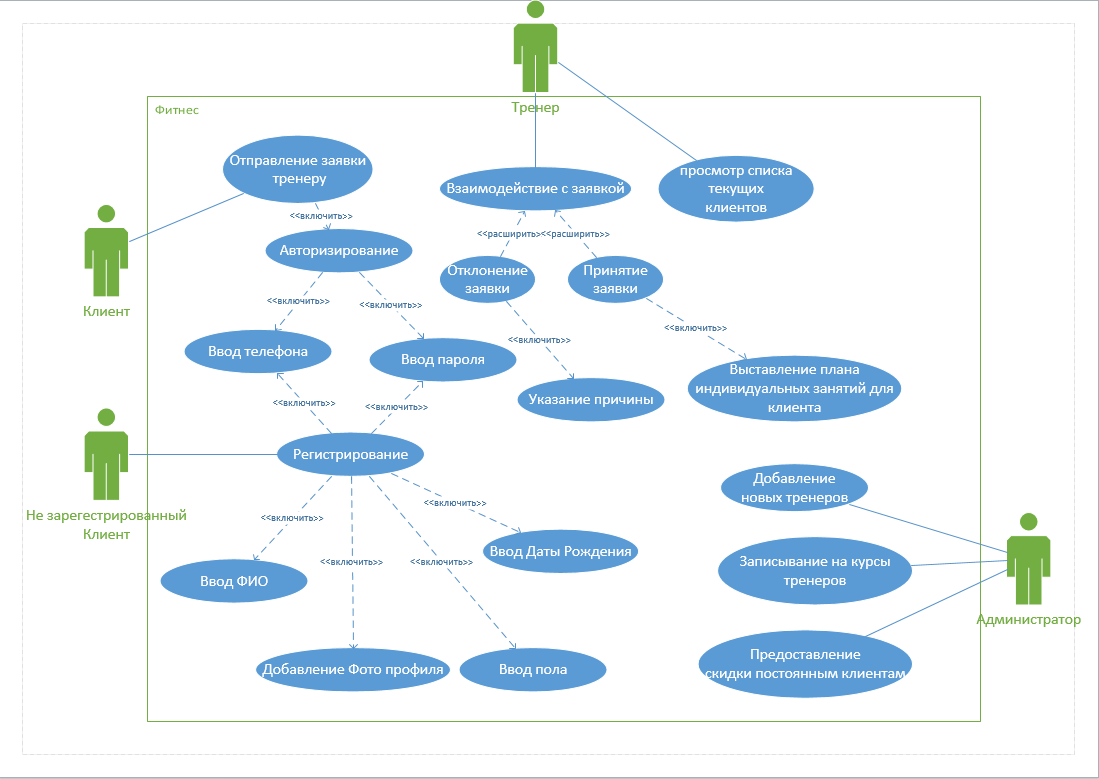 Тренер
Фитнес
Отправление заявки
тренеру
Взаимодействие с заявкой
просмотр списка
текущих
клиентов
<<включить>>
<<расширить>>
<<расширить>>
Клиент
Авторизирование
Отклонение
заявки
Принятие
заявки
<<включить>>
<<включить>>
<<включить>>
<<включить>>
Ввод телефона
Ввод пароля
Выставление плана
индивидуальных занятий для
клиента
Указание причины
<<включить>>
<<включить>>
Регистрирование
Не зарегестрированный
Клиент
<<включить>>
<<включить>>
<<включить>>
<<включить>>
Ввод Даты Рождения
Ввод ФИО
Добавление Фото профиля
Ввод пола
Добавление
новых тренеров
Записывание на курсы
тренеров
Предоставление
скидки постоянным клиентам
Администратор